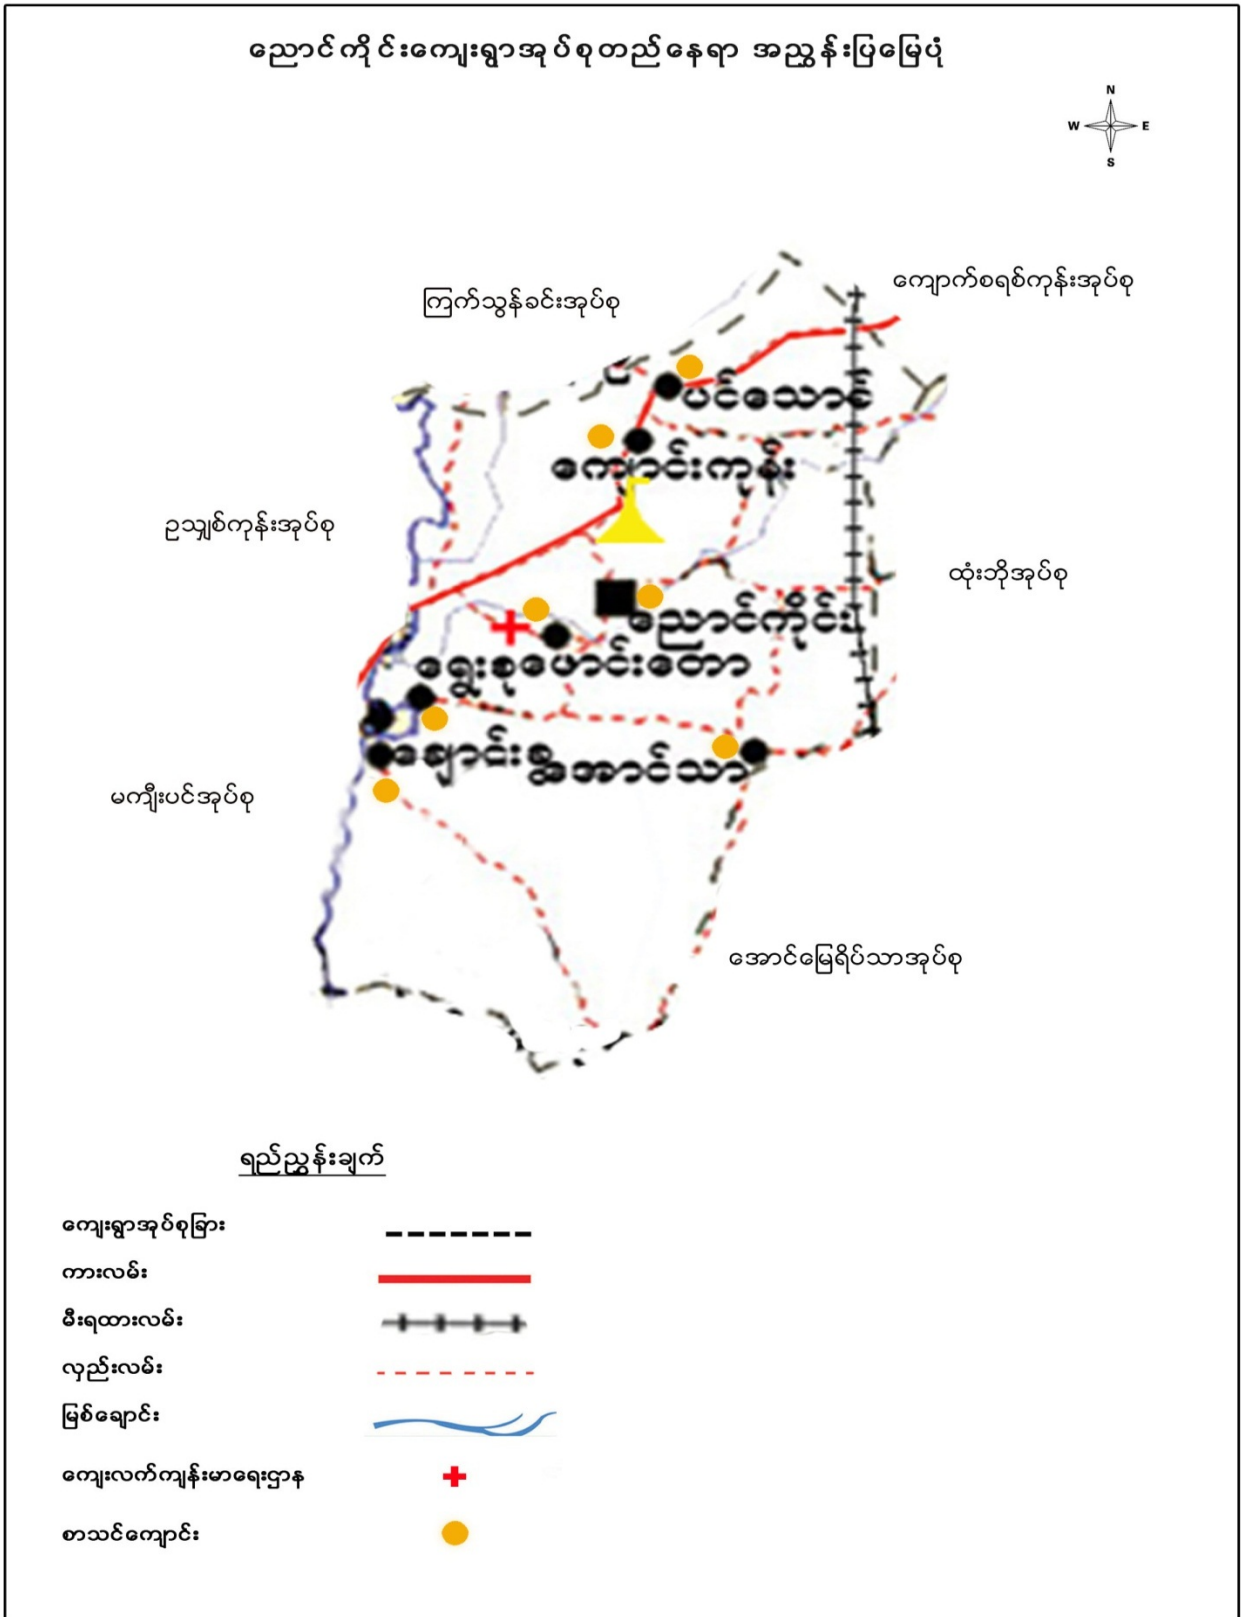 ညောင်ကိုင်းကျေးရွာအုပ်စုတည်နေရာ အညွှန်းပြမြေပုံ
N
W E
S
ကျောက်စရစ်ကုန်းအုပ်စု
ကြက်သွန်ခင်းအုပ်စု
ပင်သောင်
ကျောင်းကုန်း
ဥသျှစ်ကုန်းအုပ်စု
ထုံးဘိုအုပ်စု
ညောင်ကိုင်း
ရွေးစု
ဖောင်းတော
ချောင်းစွ
အောင်သာ
မကျီးပင်အုပ်စု
အောင်မြေရိပ်သာအုပ်စု
ရည်ညွှန်းချက်
ကျေးရွာအုပ်စုခြား
ကားလမ်း
မီးရထားလမ်း
လှည်းလမ်း
မြစ်ချောင်း
ကျေးလက်ကျန်းမာရေးဌာန
စာသင်ကျောင်း